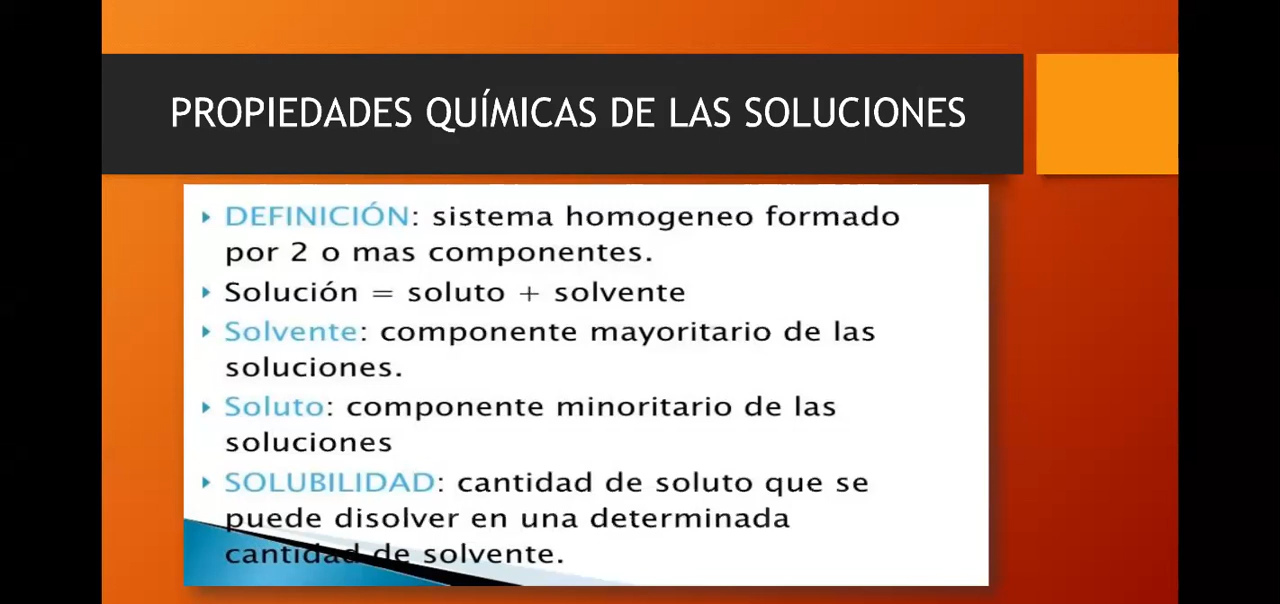 PROPIEDADES QUÍMICAS DE LAS SOLUCIONES
DEFINICIÓN: sistema homogeneo formado
por 2 o mas componentes.
Solución = soluto + solvente
Solvente: componente mayoritario de las
soluciones.
Soluto: componente minoritario de las
soluciones
SOLUBILIDAD: cantidad de soluto que se
puede disolver en una determinada
cantidad de solvente.